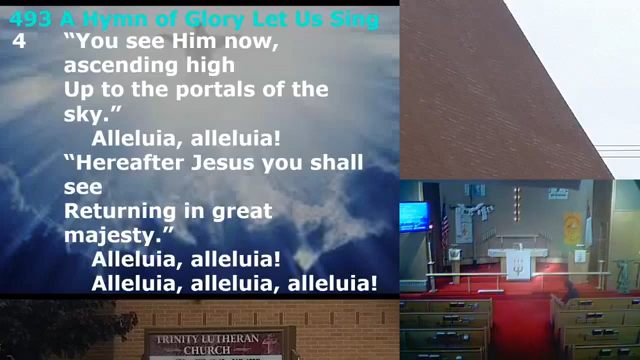 493 A Hymn of Glory Let Us Sing
4 “You see Him now,
ascending high
Up to the portals of the
sky.”
Alleluia, alleluia!
“Hereafter Jesus you shall
see
Returning in great
majesty.”
Alleluia, alleluia!
Alleluia, alleluia, alleluia!
TRINITY LUTHERAN
CHURCH